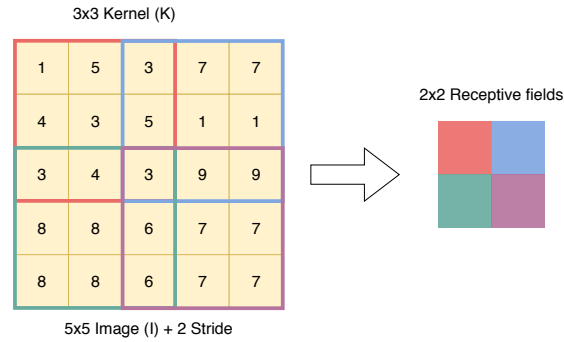 3x3 Kernel (K)
1 5 3 7 7
4 3 5 1 1
3 4 3 9 9
8 8 6 7 7
8 8 6 7 7
5x5 Image (I) + 2 Stride
2x2 Receptive fields